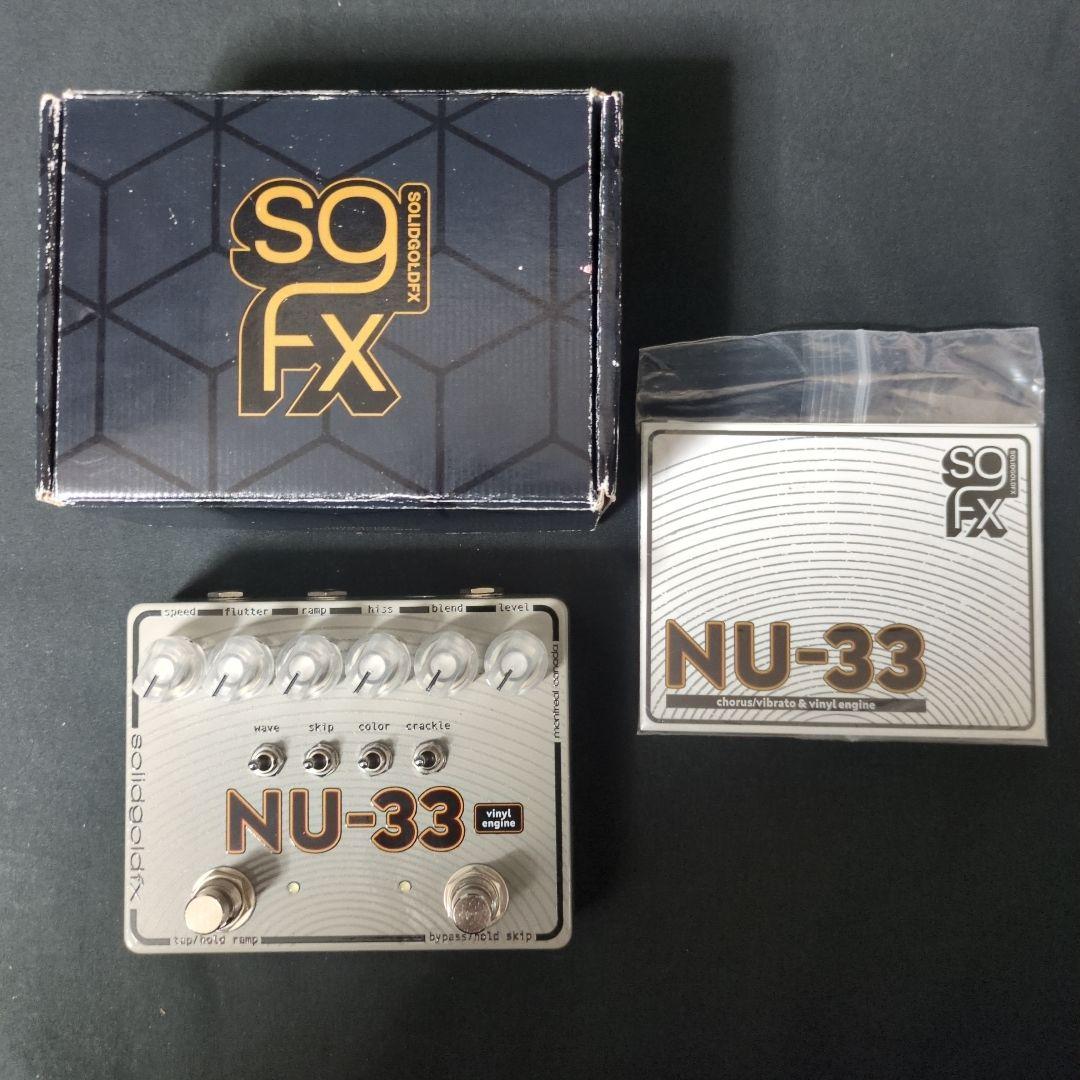 SG
FX
SOLIDGOLDFX
SG
FX
SOLIDGOLDFX
NU-33
chorus/vibrato & vinyl engine
speed flutter ramp hiss blend level
montreal canada
wave skip color crackle
solidgoldfx
NU-33
vinyl
engine
tap/hold ramp
bypass/hold skip